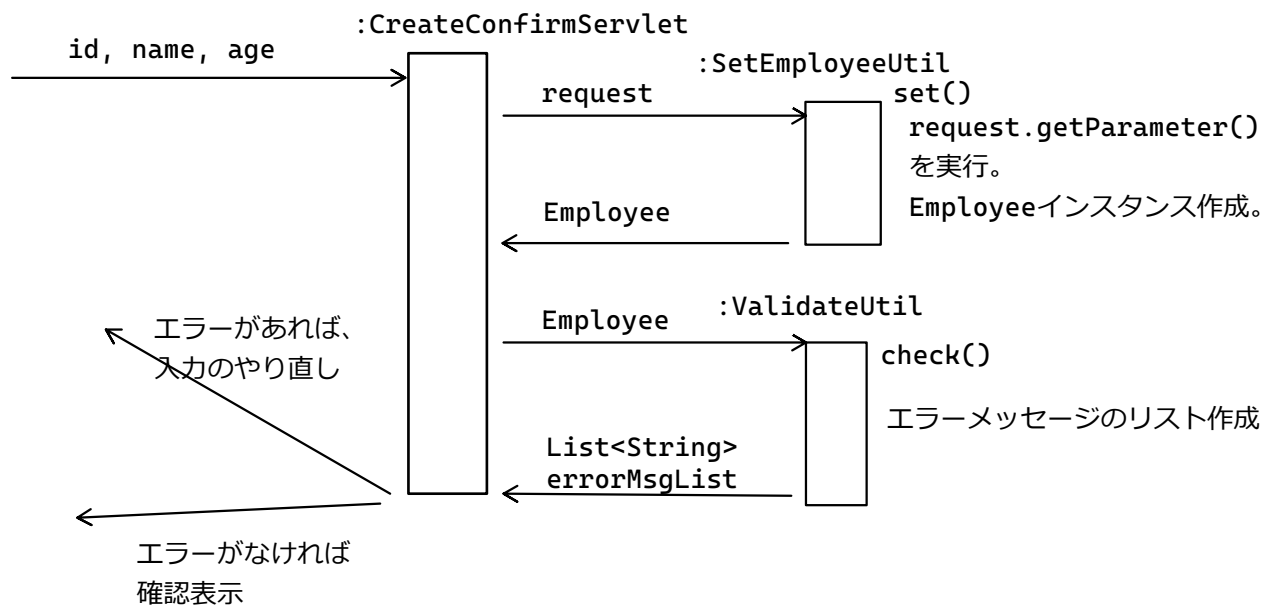 :CreateConfirmServlet
id, name, age
:SetEmployeeUtil
request
set()
request.getParameter()
を実行。
Employeeインスタンス作成。
Employee
:ValidateUtil
Employee
check()
エラーがあれば、
入力のやり直し
エラーメッセージのリスト作成
List<String>
errorMsgList
エラーがなければ
確認表示